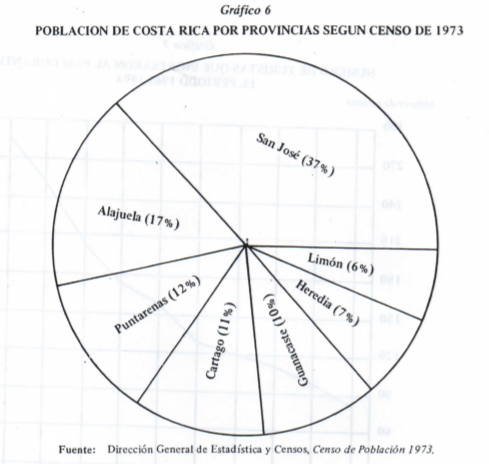 Gráfico 6
POBLACION DE COSTA RICA POR PROVINCIAS SEGUN CENSO DE 1973
San José (37%)
Alajuela (17%)
Limón (6%)
Heredia (7%)
Puntarenas (12%)
Cartago (11%)
Guanacaste (10%)
Fuente: Dirección General de Estadística y Censos, Censo de Población 1973.